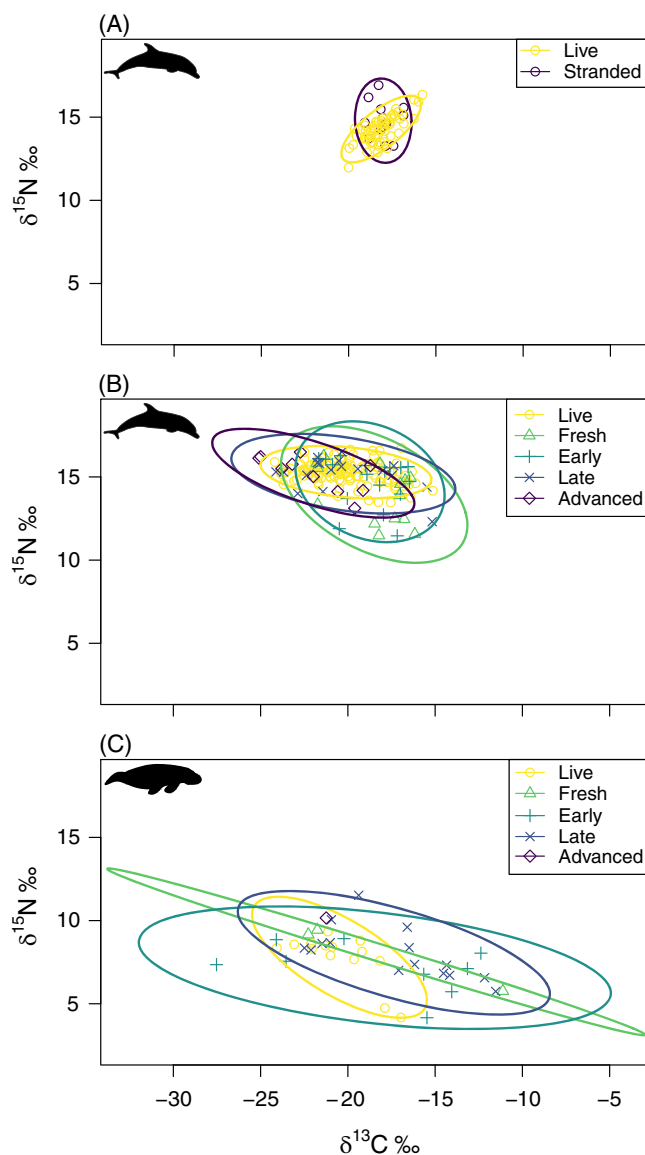 (A)
Live
Stranded
15
10
5
δ15N ‰
(B)
Live
Fresh
Early
Late
Advanced
15
10
5
δ15N ‰
(C)
Live
Fresh
Early
Late
Advanced
15
10
5
δ15N ‰
−30 −25 −20 −15 −10 −5
δ13C ‰